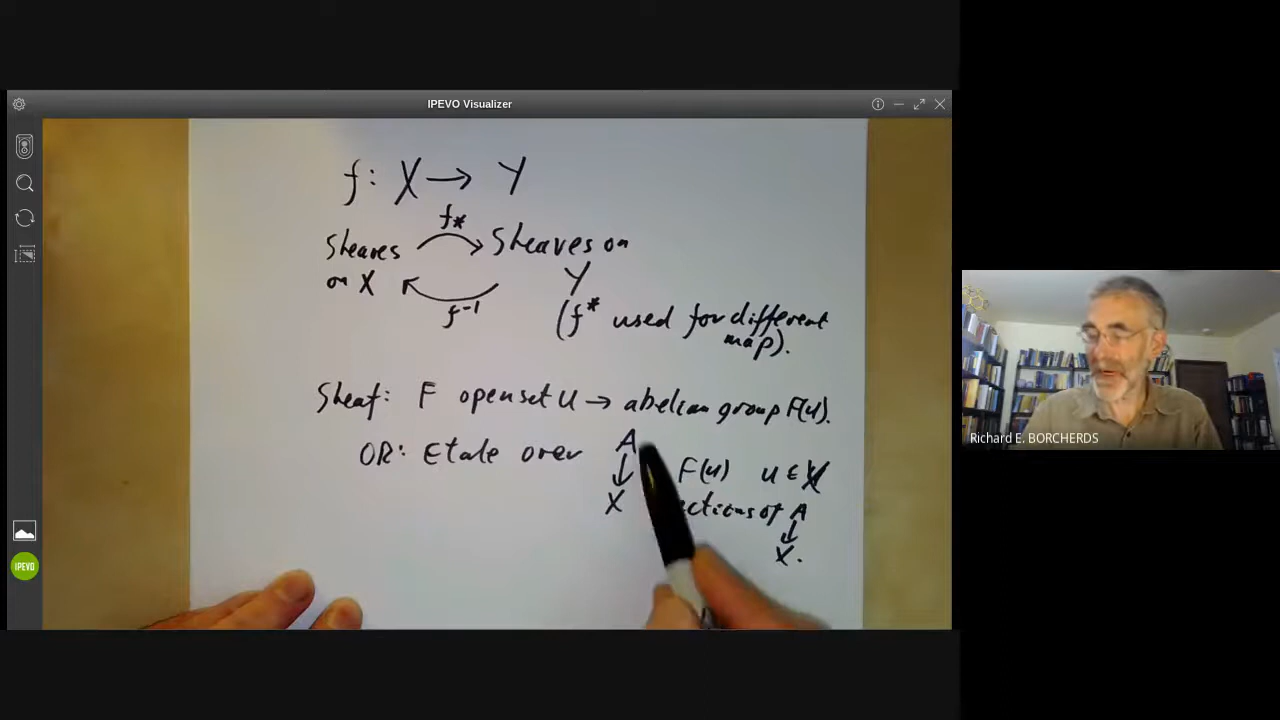 IPEVO Visualizer
f: X → Y
f*
Sheaves Sheaves on
on X Y
f⁻¹
(f* used for different
map).
Sheaf: F open set U → abelian group F(U).
OR: Etale over A
↓
X
F(U) U ⊆ X
sections of A
↓
X.
Richard E. BORCHERDS
IPEVO